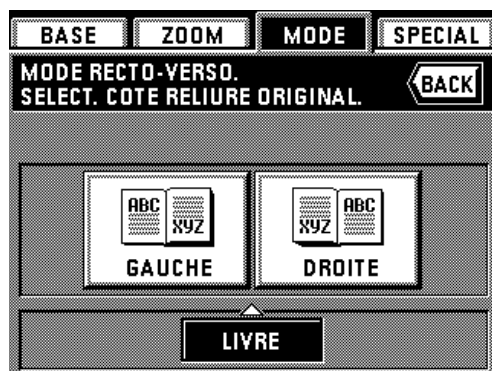 BASE ZOOM MODE SPECIAL
MODE RECTO-VERSO.
SELECT. COTE RELIURE ORIGINAL.
BACK
ABC XYZ
XYZ ABC
GAUCHE DROITE
LIVRE